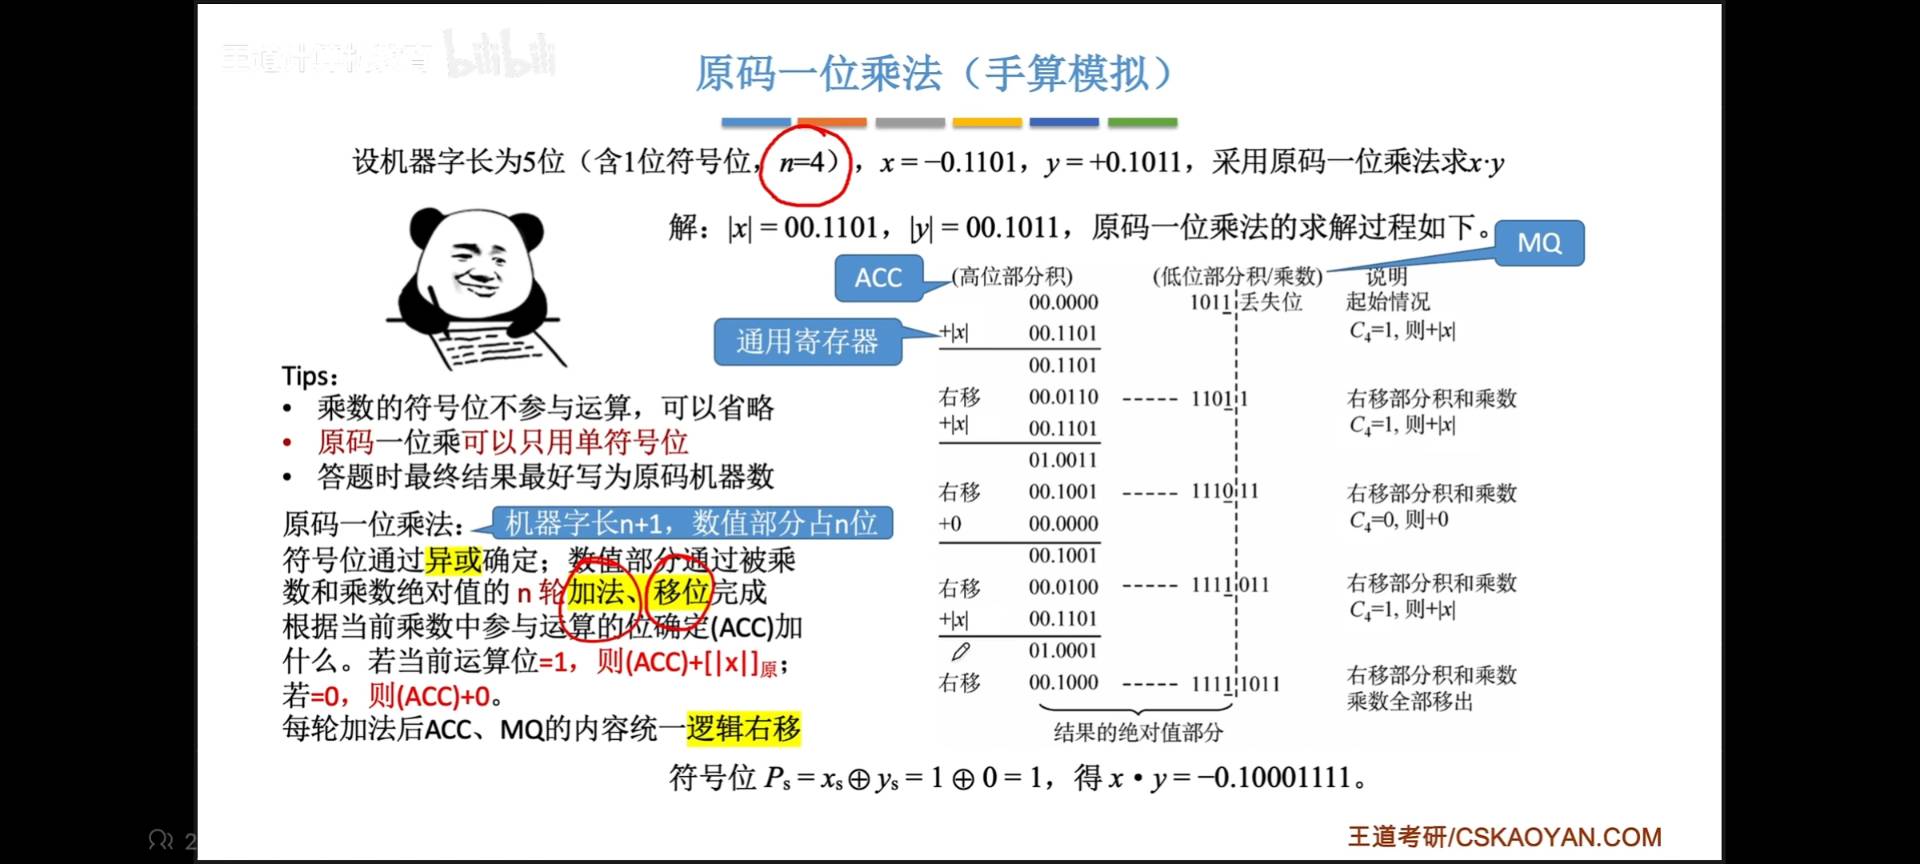 王道计算机教育 bilibili
原码一位乘法（手算模拟）
设机器字长为5位（含1位符号位，n=4），x = −0.1101，y = +0.1011，采用原码一位乘法求x·y
解：|x| = 00.1101，|y| = 00.1011，原码一位乘法的求解过程如下。
MQ
ACC
(高位部分积) (低位部分积/乘数) 说明
00.0000 1011 丢失位 起始情况
通用寄存器
+|x| 00.1101 C₄=1, 则+|x|
00.1101
右移 00.0110 ----- 1101 1 右移部分积和乘数
+|x| 00.1101 C₄=1, 则+|x|
01.0011
右移 00.1001 ----- 1110 11 右移部分积和乘数
+0 00.0000 C₄=0, 则+0
00.1001
右移 00.0100 ----- 1111 011 右移部分积和乘数
+|x| 00.1101 C₄=1, 则+|x|
01.0001
右移 00.1000 ----- 1111 1011 右移部分积和乘数
乘数全部移出
结果的绝对值部分
Tips：
• 乘数的符号位不参与运算，可以省略
• 原码一位乘可以只用单符号位
• 答题时最终结果最好写为原码机器数
原码一位乘法： 机器字长n+1，数值部分占n位
符号位通过异或确定；数值部分通过被乘
数和乘数绝对值的 n 轮加法、移位完成
根据当前乘数中参与运算的位确定(ACC)加
什么。若当前运算位=1，则(ACC)+[|x|]原；
若=0，则(ACC)+0。
每轮加法后ACC、MQ的内容统一逻辑右移
符号位 Pₛ = xₛ ⊕ yₛ = 1 ⊕ 0 = 1，得 x • y = −0.10001111。
王道考研/CSKAOYAN.COM
2